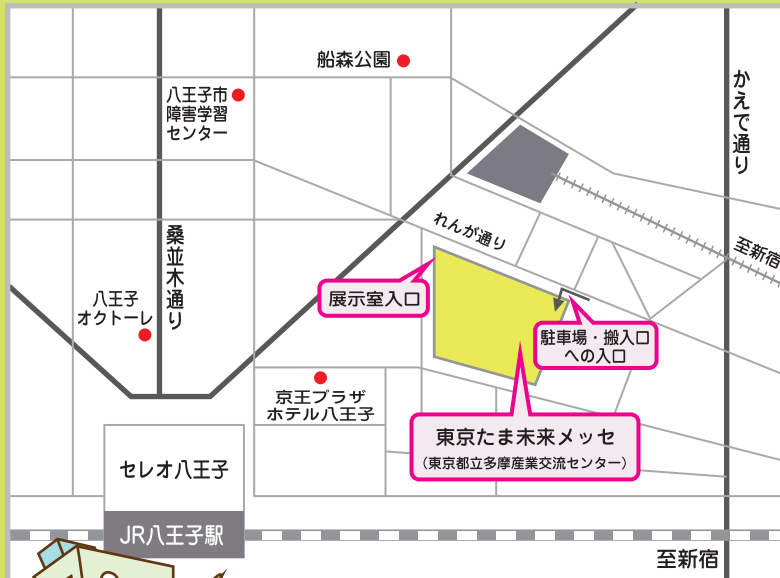 船森公園
八王子市
障害学習
センター
かえで通り
桑並木通り
れんが通り
至新宿
八王子
オクトーレ
展示室入口
駐車場・搬入口
への入口
京王プラザ
ホテル八王子
東京たま未来メッセ
（東京都立多摩産業交流センター）
セレオ八王子
JR八王子駅
至新宿